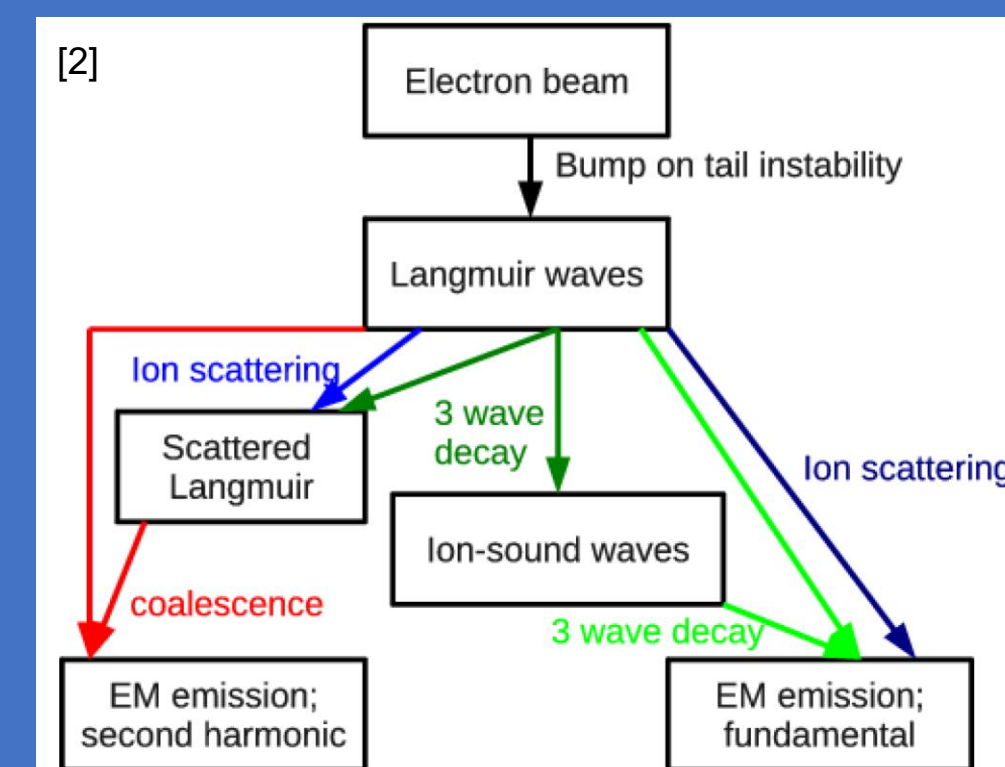 [2]
Electron beam
Bump on tail instability
Langmuir waves
Ion scattering
3 wave
decay
Scattered
Langmuir
Ion scattering
Ion-sound waves
coalescence
3 wave decay
EM emission;
second harmonic
EM emission;
fundamental